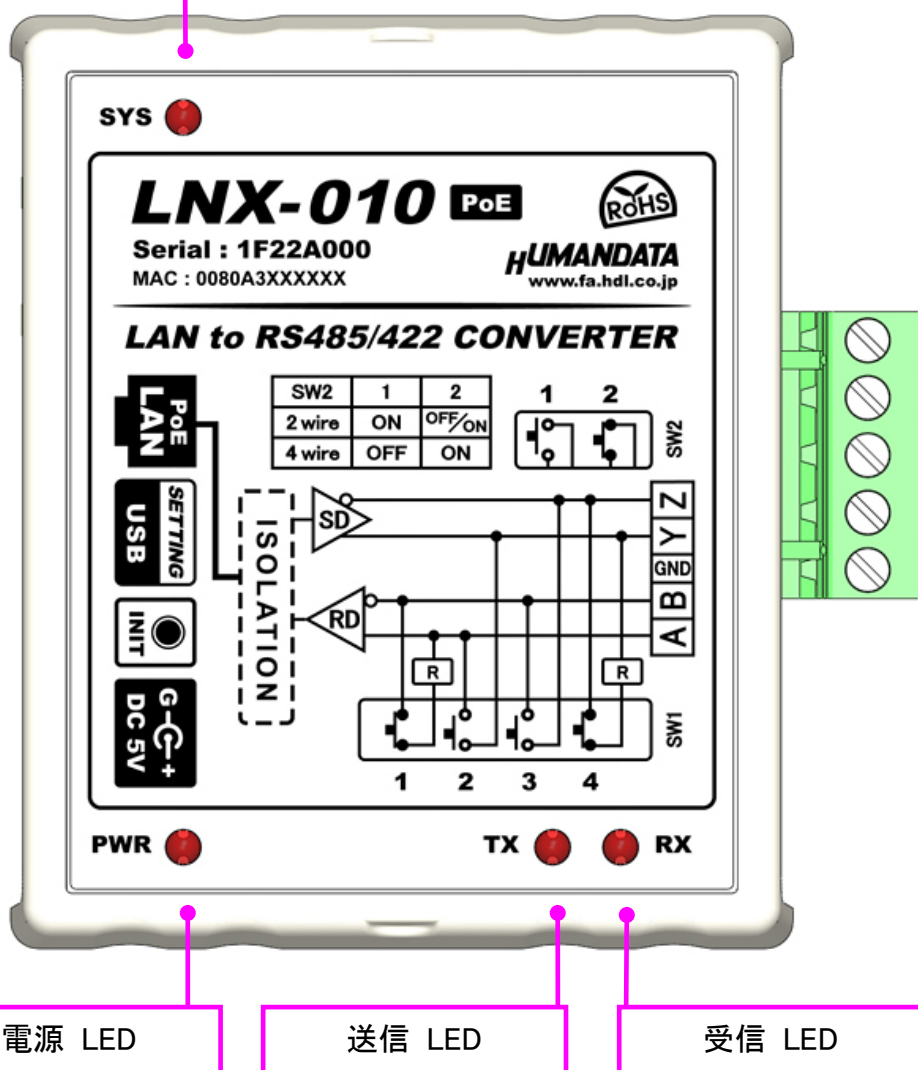 SYS
LNX-010 PoE
RoHS
Serial : 1F22A000
MAC : 0080A3XXXXXX
HUMANDATA
www.fa.hdl.co.jp
LAN to RS485/422 CONVERTER
PoE
LAN
SW2 1 2
2 wire ON OFF/ON
4 wire OFF ON
1 2
SW2
SETTING
USB
ISOLATION
SD
RD
Z
Y
GND
B
A
INIT
R R
G - +
DC 5V
SW1
1 2 3 4
PWR TX RX
電源 LED 送信 LED 受信 LED